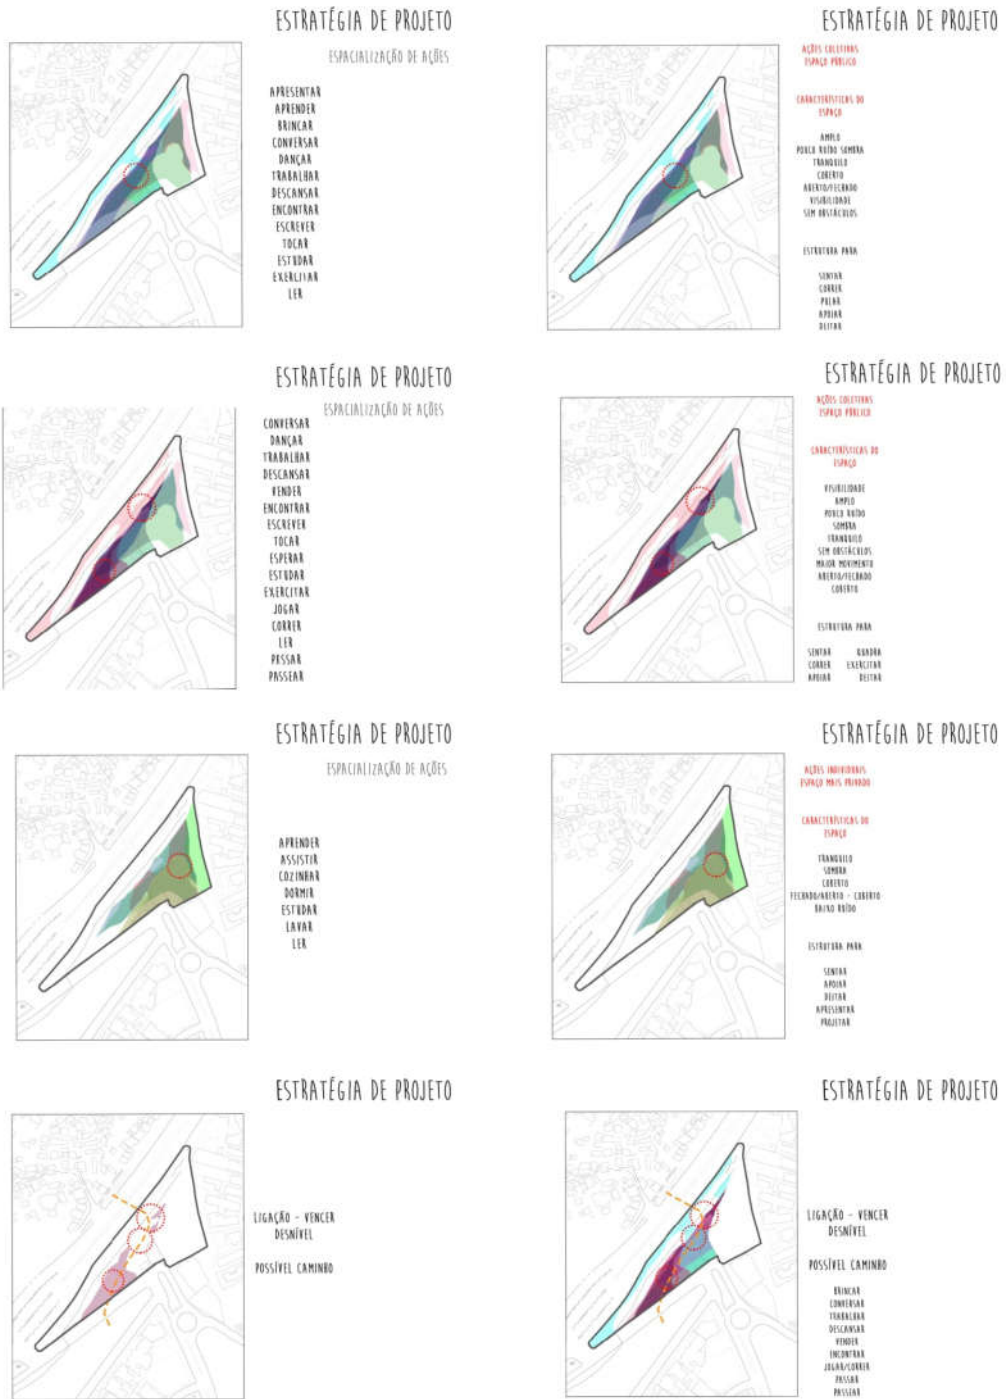 ESTRATÉGIA DE PROJETO
ESPACIALIZAÇÃO DE AÇÕES
APRESENTAR
APRENDER
BRINCAR
CONVERSAR
DANÇAR
TRABALHAR
DESCANSAR
ENCONTRAR
ESCREVER
TOCAR
ESTUDAR
EXERCITAR
LER
ESTRATÉGIA DE PROJETO
AÇÕES COLETIVAS
ESPAÇO PÚBLICO
CARACTERÍSTICAS DO
ESPAÇO
AMPLO
POUCO RUÍDO SOMBRA
TRANQUILO
COBERTO
ABERTO/FECHADO
VISIBILIDADE
SEM OBSTÁCULOS
ESTRUTURA PARA
SENTAR
CORRER
PULAR
APOIAR
DEITAR
ESTRATÉGIA DE PROJETO
ESPACIALIZAÇÃO DE AÇÕES
CONVERSAR
DANÇAR
TRABALHAR
DESCANSAR
VENDER
ENCONTRAR
ESCREVER
TOCAR
ESPERAR
ESTUDAR
EXERCITAR
JOGAR
CORRER
LER
PASSAR
PASSEAR
ESTRATÉGIA DE PROJETO
AÇÕES COLETIVAS
ESPAÇO PÚBLICO
CARACTERÍSTICAS DO
ESPAÇO
VISIBILIDADE
AMPLO
POUCO RUÍDO
SOMBRA
TRANQUILO
SEM OBSTÁCULOS
MAIOR MOVIMENTO
ABERTO/FECHADO
COBERTO
ESTRUTURA PARA
SENTAR QUADRA
CORRER EXERCITAR
APOIAR DEITAR
ESTRATÉGIA DE PROJETO
ESPACIALIZAÇÃO DE AÇÕES
APRENDER
ASSISTIR
COZINHAR
DORMIR
ESTUDAR
LAVAR
LER
ESTRATÉGIA DE PROJETO
AÇÕES INDIVIDUAIS
ESPAÇO MAIS PRIVADO
CARACTERÍSTICAS DO
ESPAÇO
TRANQUILO
SOMBRA
COBERTO
FECHADO/ABERTO - COBERTO
BAIXO RUÍDO
ESTRUTURA PARA
SENTAR
APOIAR
DEITAR
APRESENTAR
PROJETAR
ESTRATÉGIA DE PROJETO
LIGAÇÃO - VENCER
DESNÍVEL
POSSÍVEL CAMINHO
ESTRATÉGIA DE PROJETO
LIGAÇÃO - VENCER
DESNÍVEL
POSSÍVEL CAMINHO
BRINCAR
CONVERSAR
TRABALHAR
DESCANSAR
VENDER
ENCONTRAR
JOGAR/CORRER
PASSAR
PASSEAR